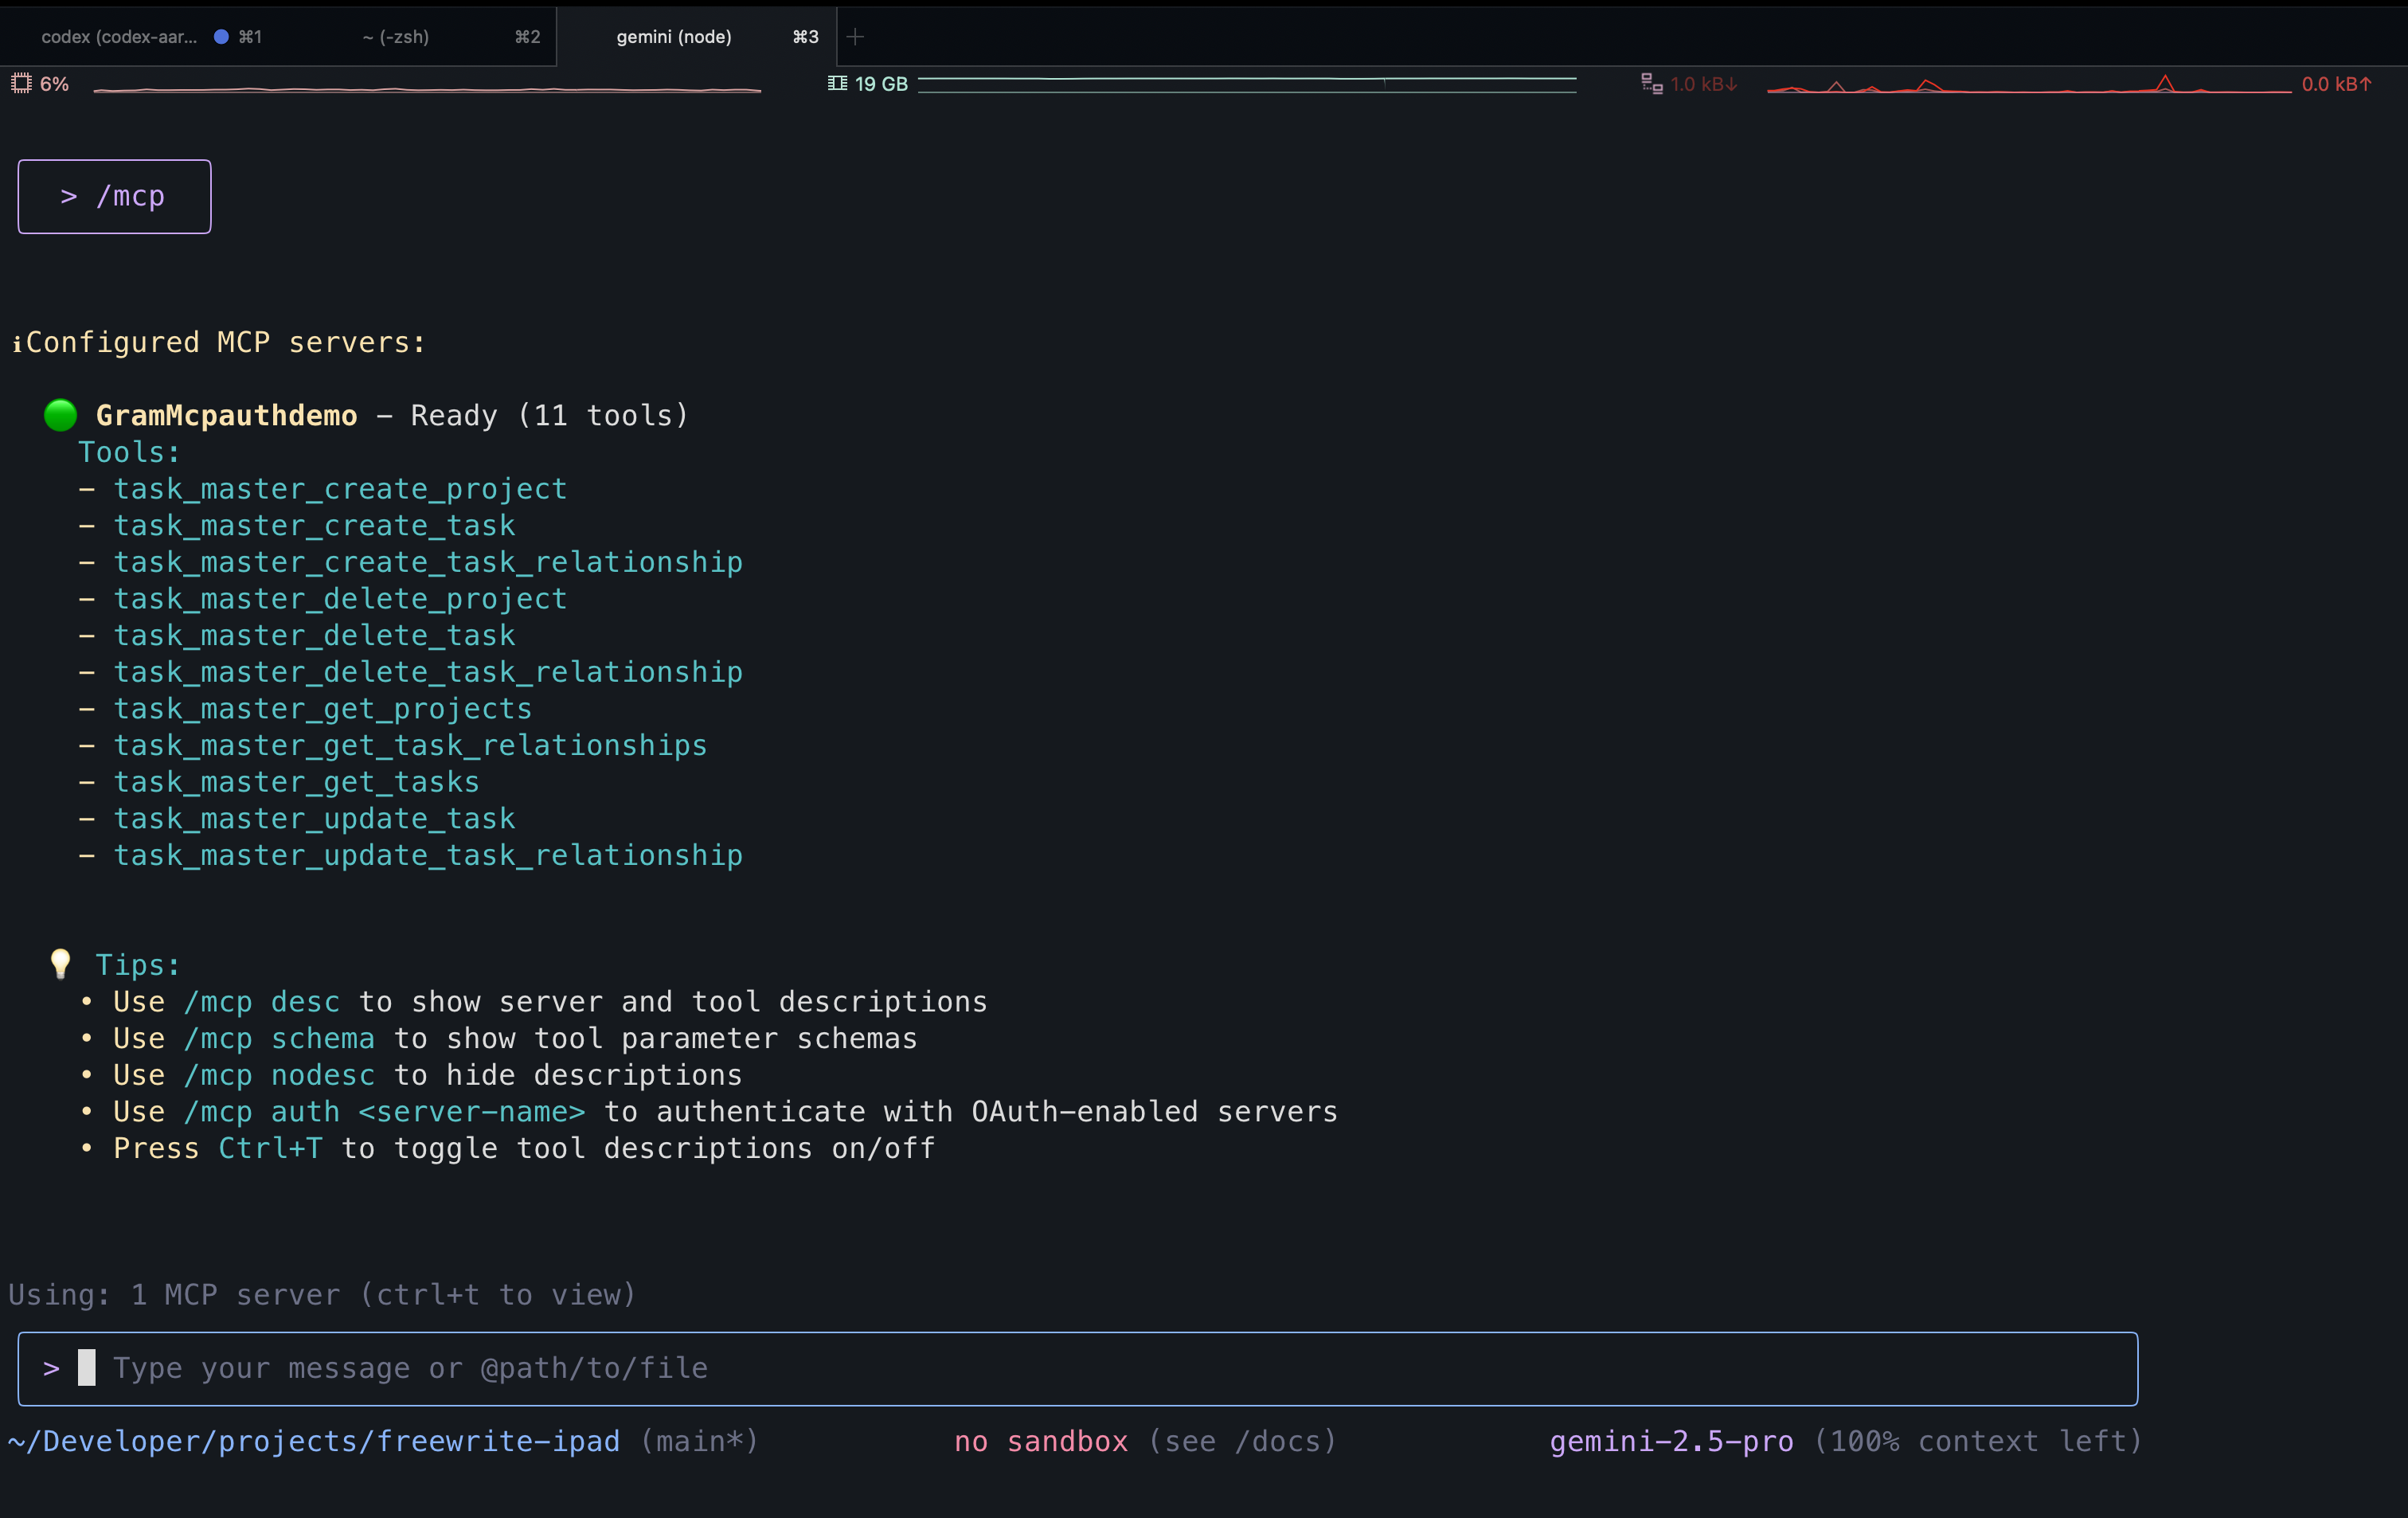 codex (codex-aar... ⌘1 ~ (-zsh) ⌘2 gemini (node) ⌘3 +
6% 19 GB 1.0 kB↓ 0.0 kB↑
> /mcp
ℹConfigured MCP servers:
🟢 GramMcpauthdemo - Ready (11 tools)
Tools:
- task_master_create_project
- task_master_create_task
- task_master_create_task_relationship
- task_master_delete_project
- task_master_delete_task
- task_master_delete_task_relationship
- task_master_get_projects
- task_master_get_task_relationships
- task_master_get_tasks
- task_master_update_task
- task_master_update_task_relationship
💡 Tips:
• Use /mcp desc to show server and tool descriptions
• Use /mcp schema to show tool parameter schemas
• Use /mcp nodesc to hide descriptions
• Use /mcp auth <server-name> to authenticate with OAuth-enabled servers
• Press Ctrl+T to toggle tool descriptions on/off
Using: 1 MCP server (ctrl+t to view)
> Type your message or @path/to/file
~/Developer/projects/freewrite-ipad (main*) no sandbox (see /docs) gemini-2.5-pro (100% context left)